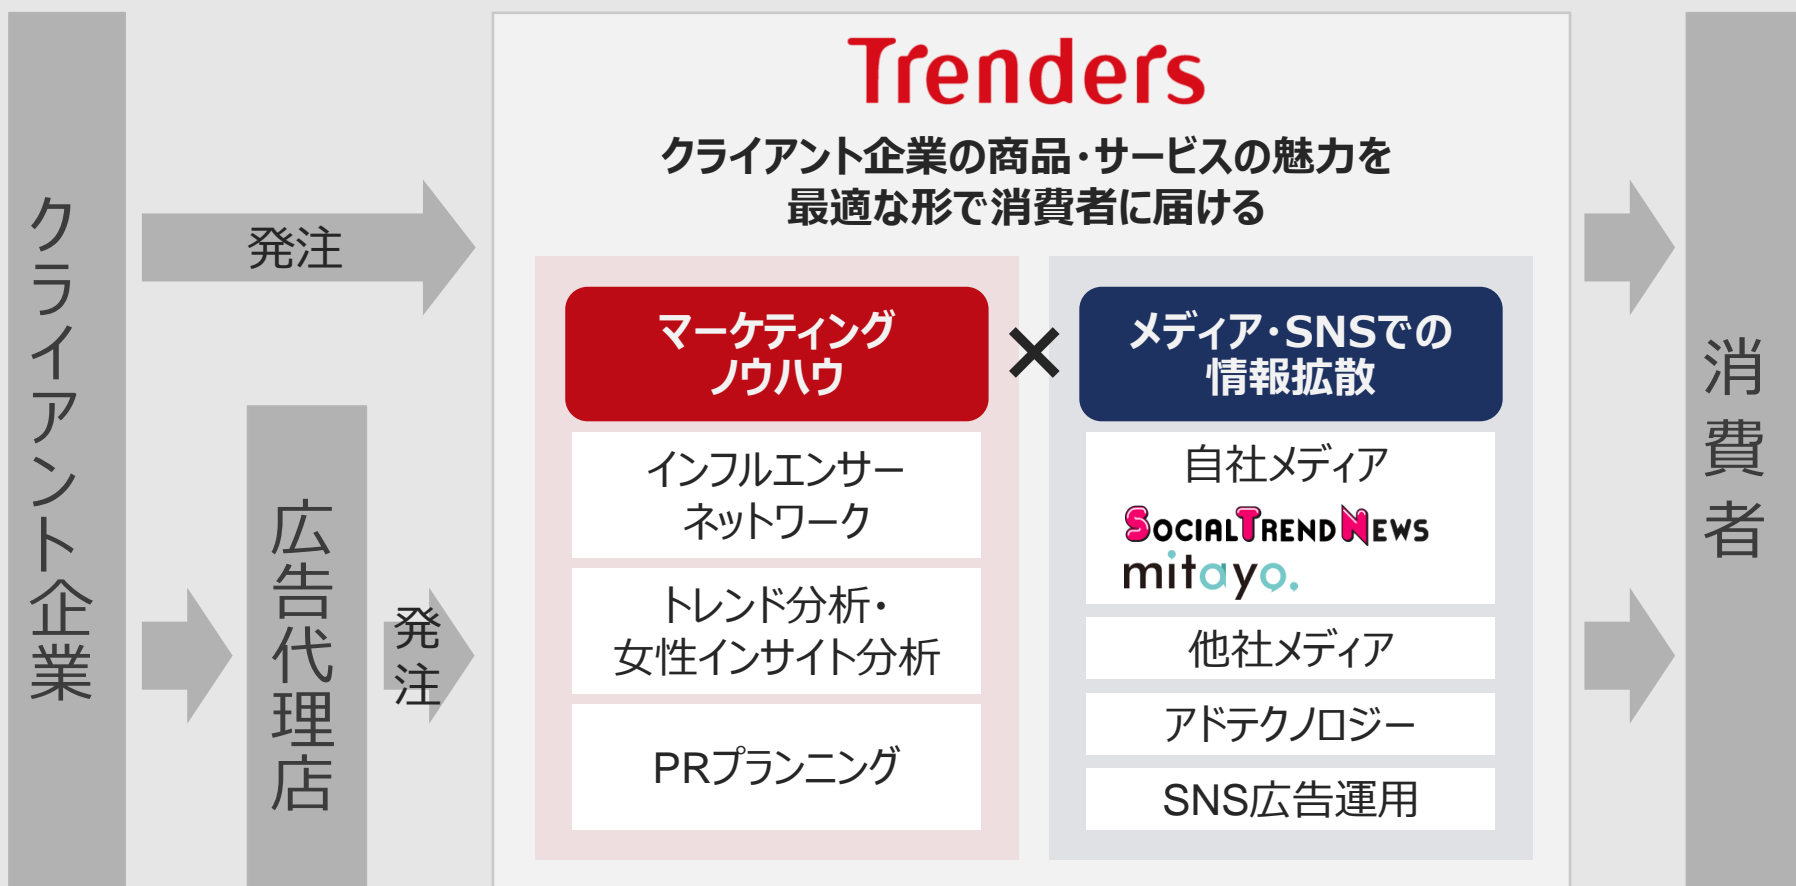 クライアント企業
発注
広告代理店
発注
Trenders
クライアント企業の商品・サービスの魅力を
最適な形で消費者に届ける
マーケティング
ノウハウ
インフルエンサー
ネットワーク
トレンド分析・
女性インサイト分析
PRプランニング
×
メディア・SNSでの
情報拡散
自社メディア
SOCIALTRENDNEWS
mitayo.
他社メディア
アドテクノロジー
SNS広告運用
消費者